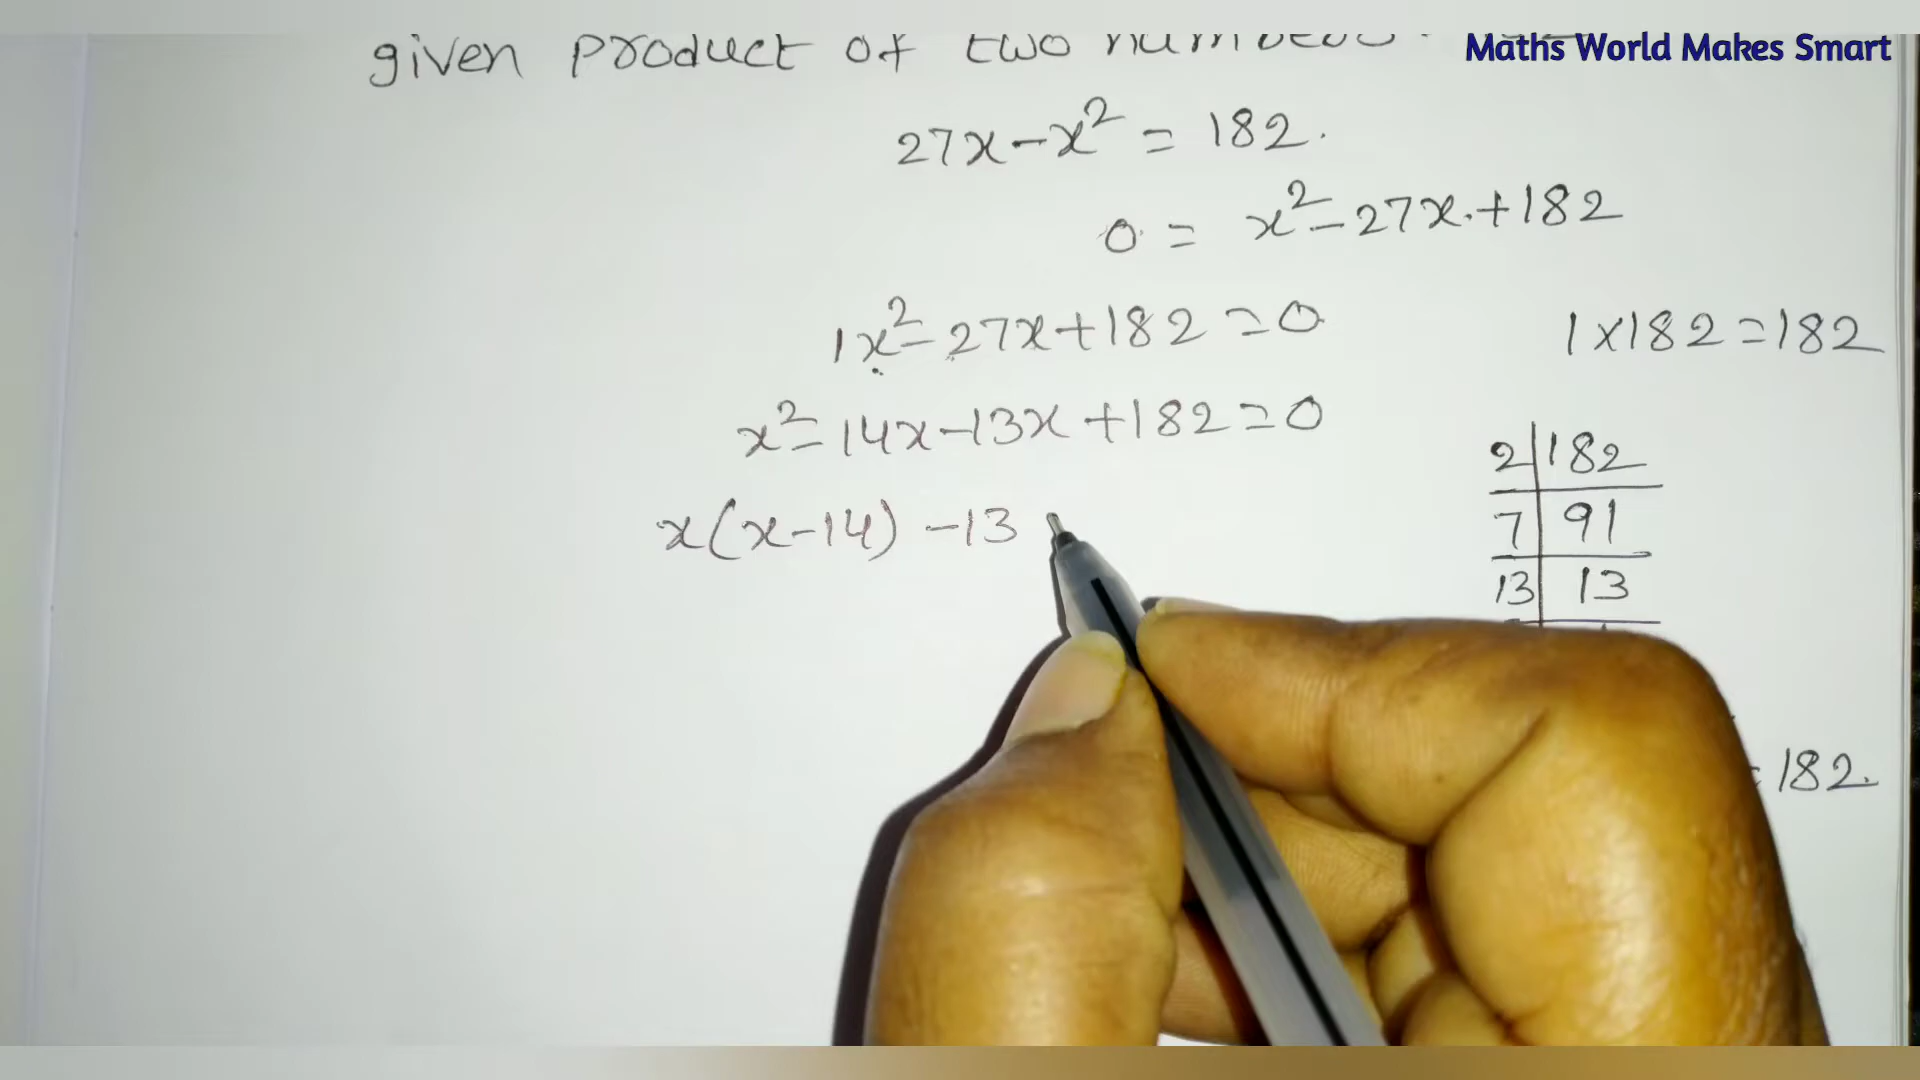 Maths World Makes Smart
given product of two numbers
27x-x² = 182.
0 = x²-27x+182
1x²-27x+182=0
1×182=182
x²-14x-13x+182=0
2|182
7|91
13|13
x(x-14) -13
=182.